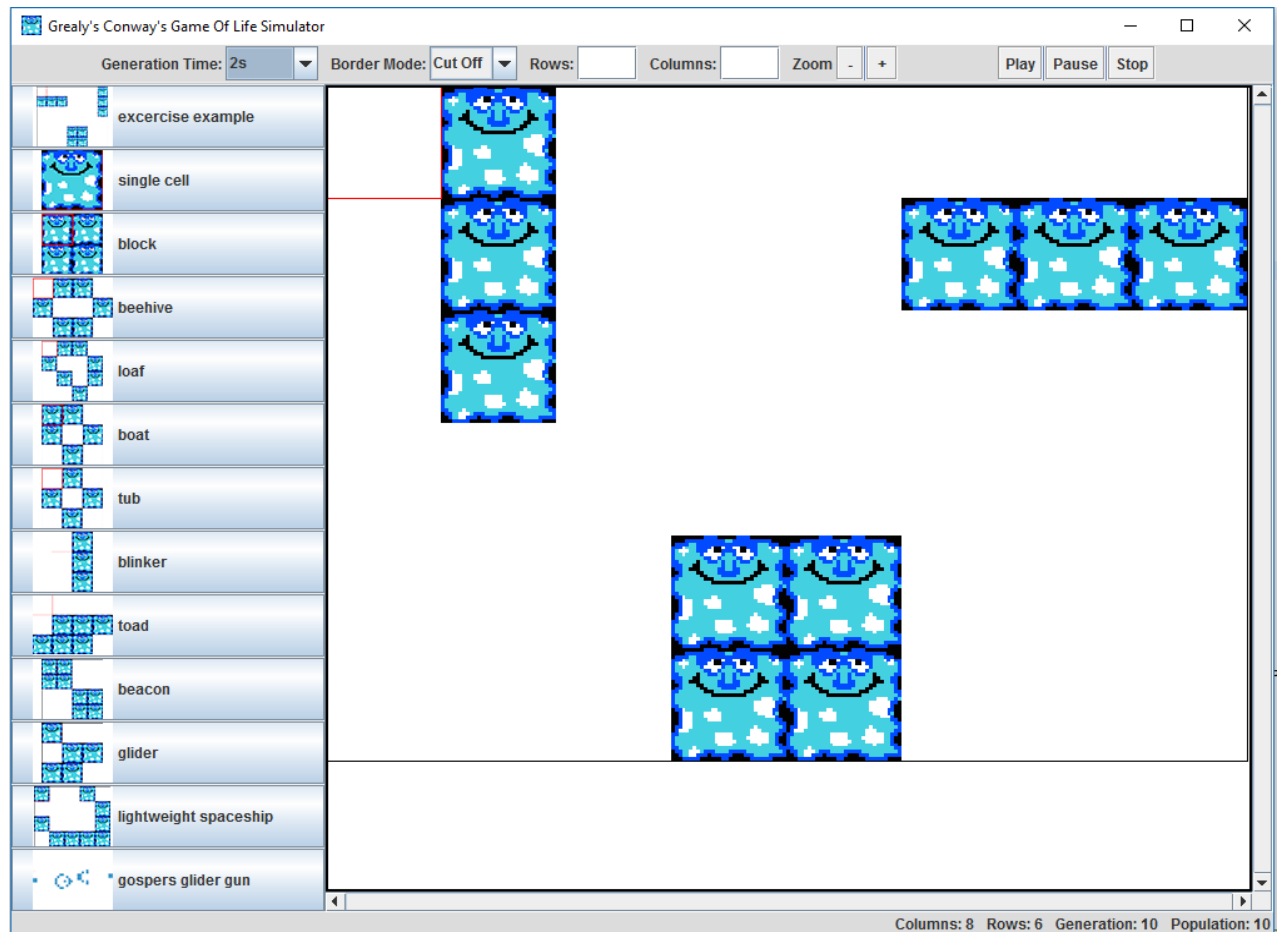 Grealy's Conway's Game Of Life Simulator
Generation Time: 2s Border Mode: Cut Off Rows: Columns: Zoom - + Play Pause Stop
excercise example
single cell
block
beehive
loaf
boat
tub
blinker
toad
beacon
glider
lightweight spaceship
gospers glider gun
Columns: 8 Rows: 6 Generation: 10 Population: 10